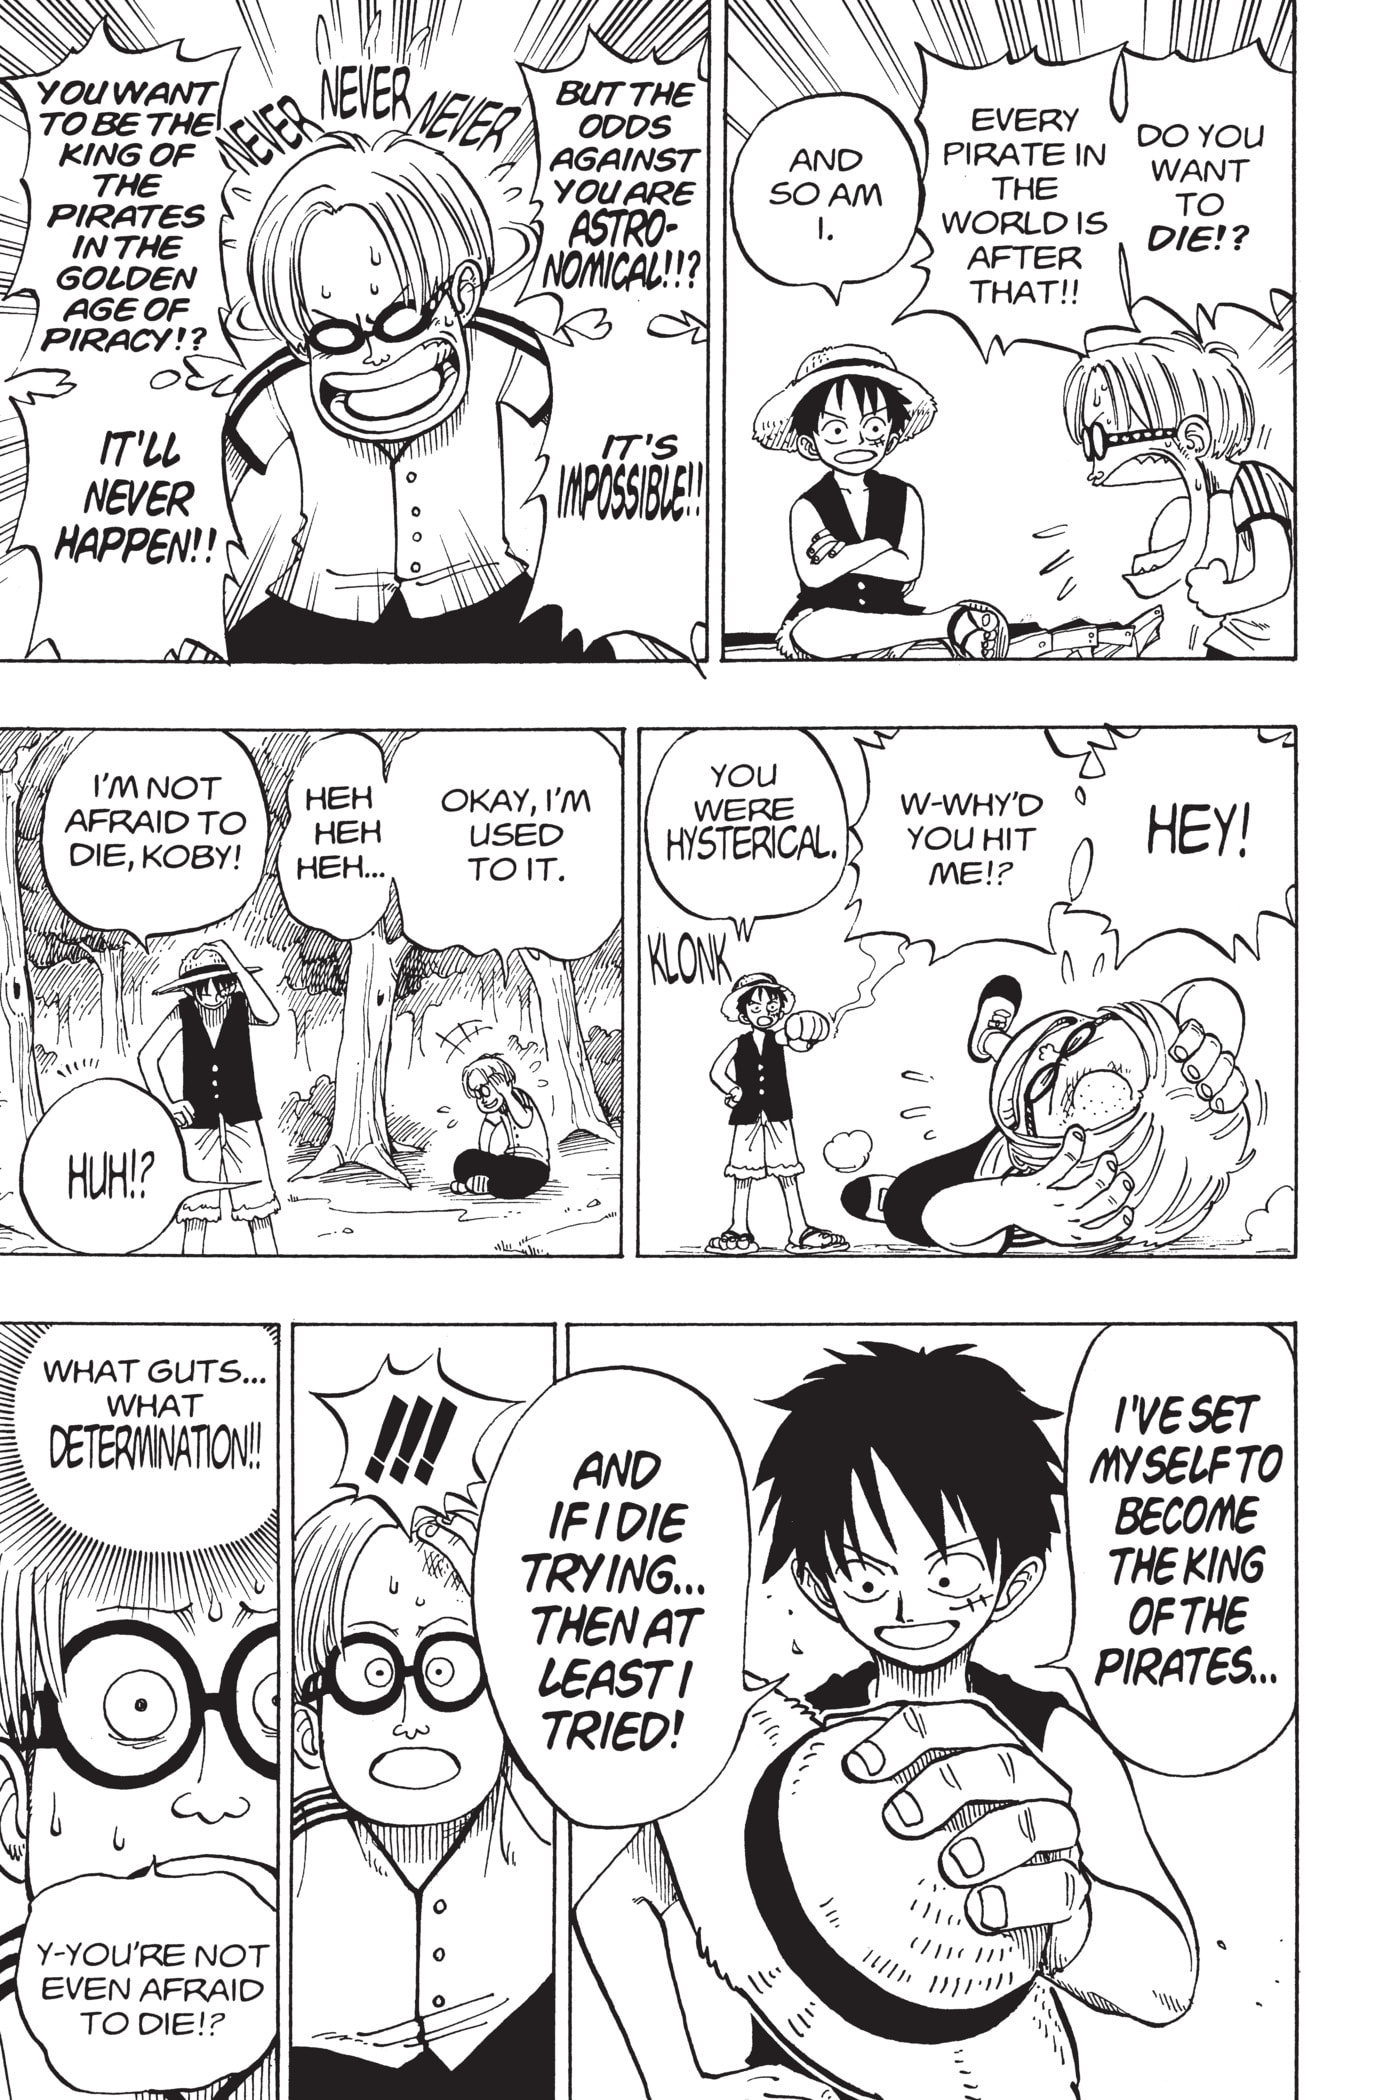 DO YOU
WANT
TO
DIE!?
EVERY
PIRATE IN
THE
WORLD IS
AFTER
THAT!!
AND
SO AM
I.
BUT THE
ODDS
AGAINST
YOU ARE
ASTRO-
NOMICAL!!?
NEVER
NEVER
NEVER
YOU WANT
TO BE THE
KING OF
THE
PIRATES
IN THE
GOLDEN
AGE OF
PIRACY!?
IT'S
IMPOSSIBLE!!
IT'LL
NEVER
HAPPEN!!
HEY!
W-WHY'D
YOU HIT
ME!?
YOU
WERE
HYSTERICAL.
KLONK
OKAY, I'M
USED
TO IT.
HEH
HEH
HEH...
I'M NOT
AFRAID TO
DIE, KOBY!
HUH!?
I'VE SET
MYSELF TO
BECOME
THE KING
OF THE
PIRATES...
AND
IF I DIE
TRYING...
THEN AT
LEAST I
TRIED!
!!!
WHAT GUTS...
WHAT
DETERMINATION!!
Y-YOU'RE NOT
EVEN AFRAID
TO DIE!?